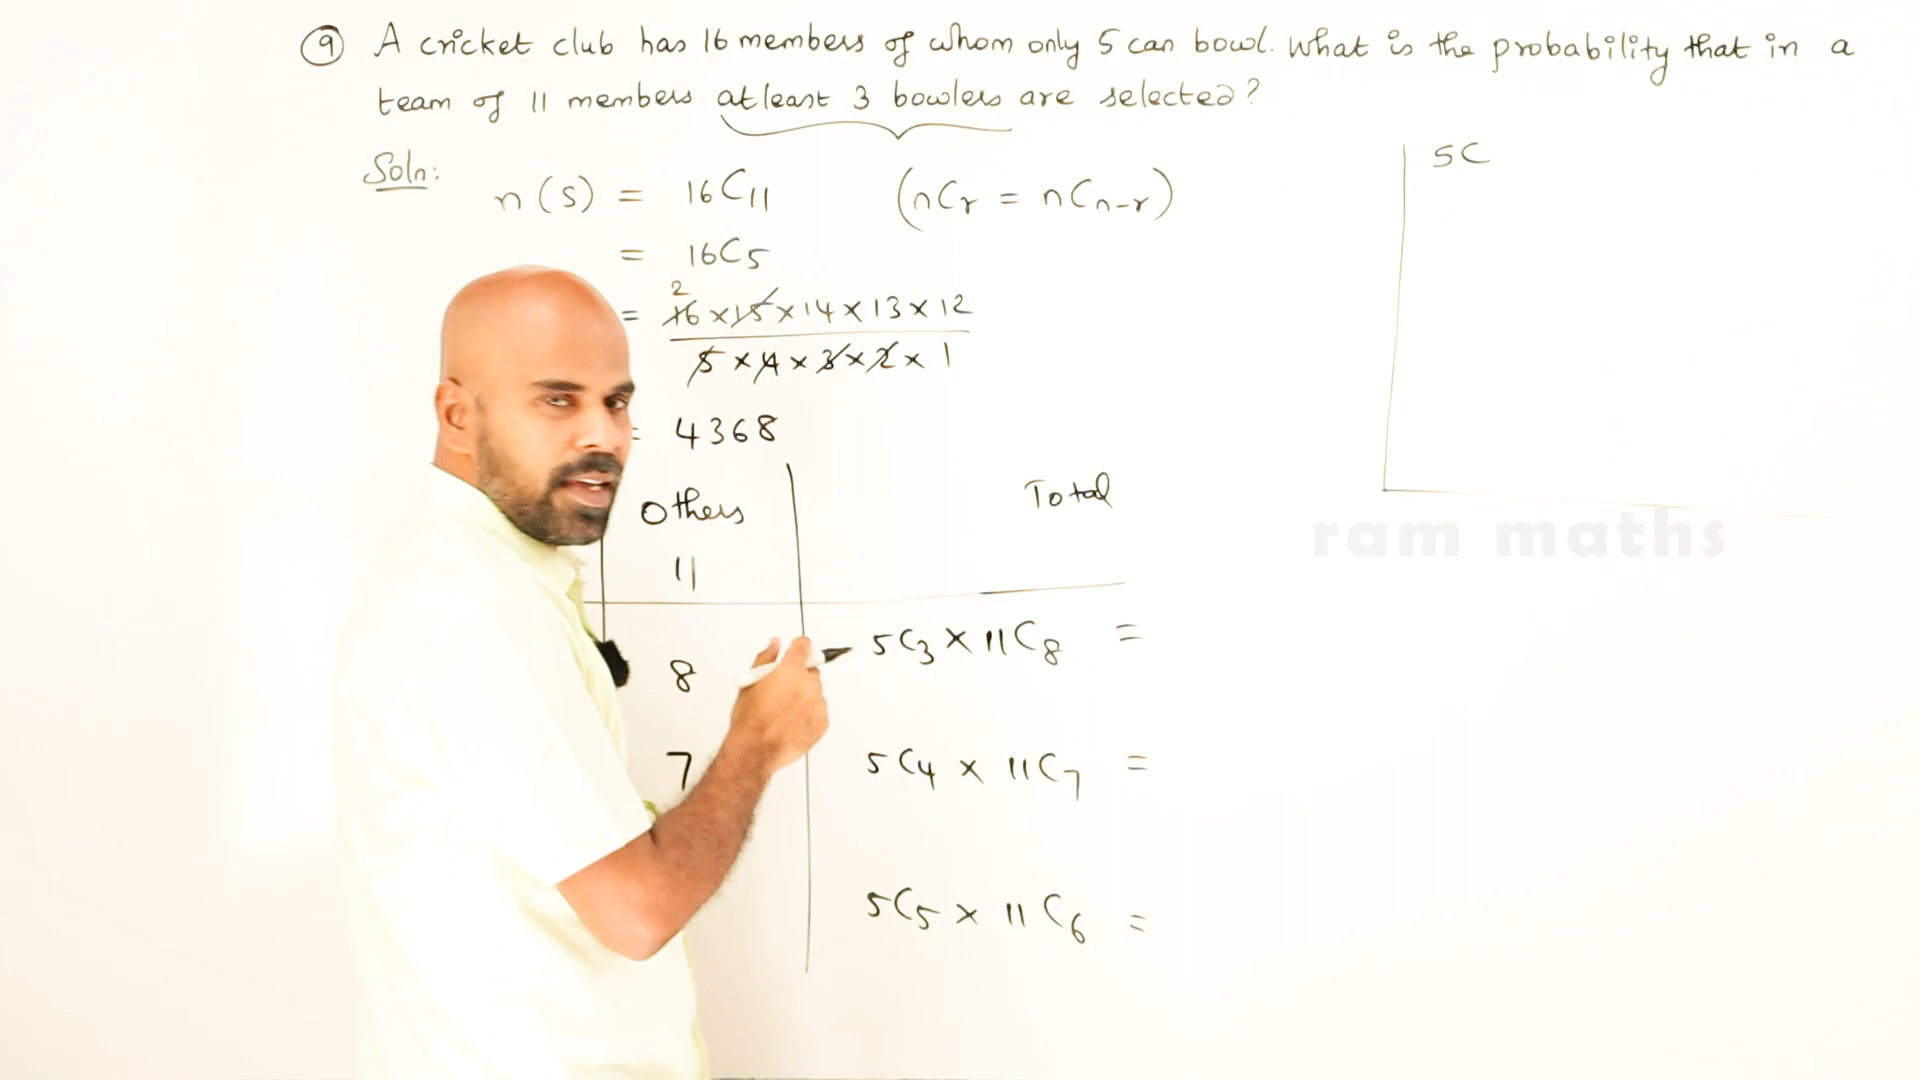 9 A cricket club has 16 members of whom only 5 can bowl. What is the probability that in a
team of 11 members atleast 3 bowlers are selected?
Soln:
n(S) = 16C11 (nCr = nCn-r)
= 16C5
2
= 16 × 15 × 14 × 13 × 12
5 × 4 × 3 × 2 × 1
= 4368
Others Total
11
8 5C3 × 11C8 =
7 5C4 × 11C7 =
5C5 × 11C6 =
5C
ram maths